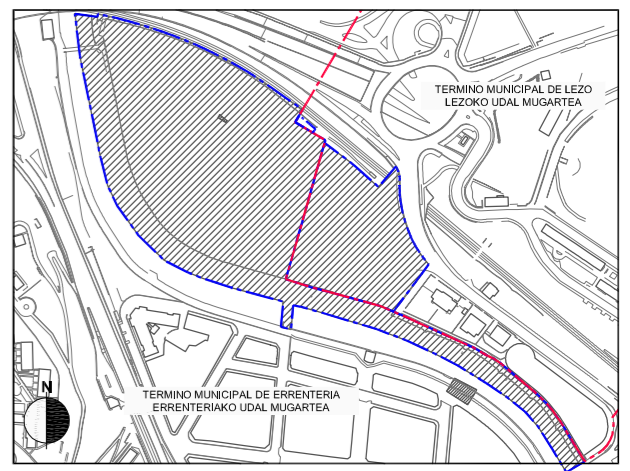 TERMINO MUNICIPAL DE LEZO
LEZOKO UDAL MUGARTEA
TERMINO MUNICIPAL DE ERRENTERIA
ERRENTERIAKO UDAL MUGARTEA
N